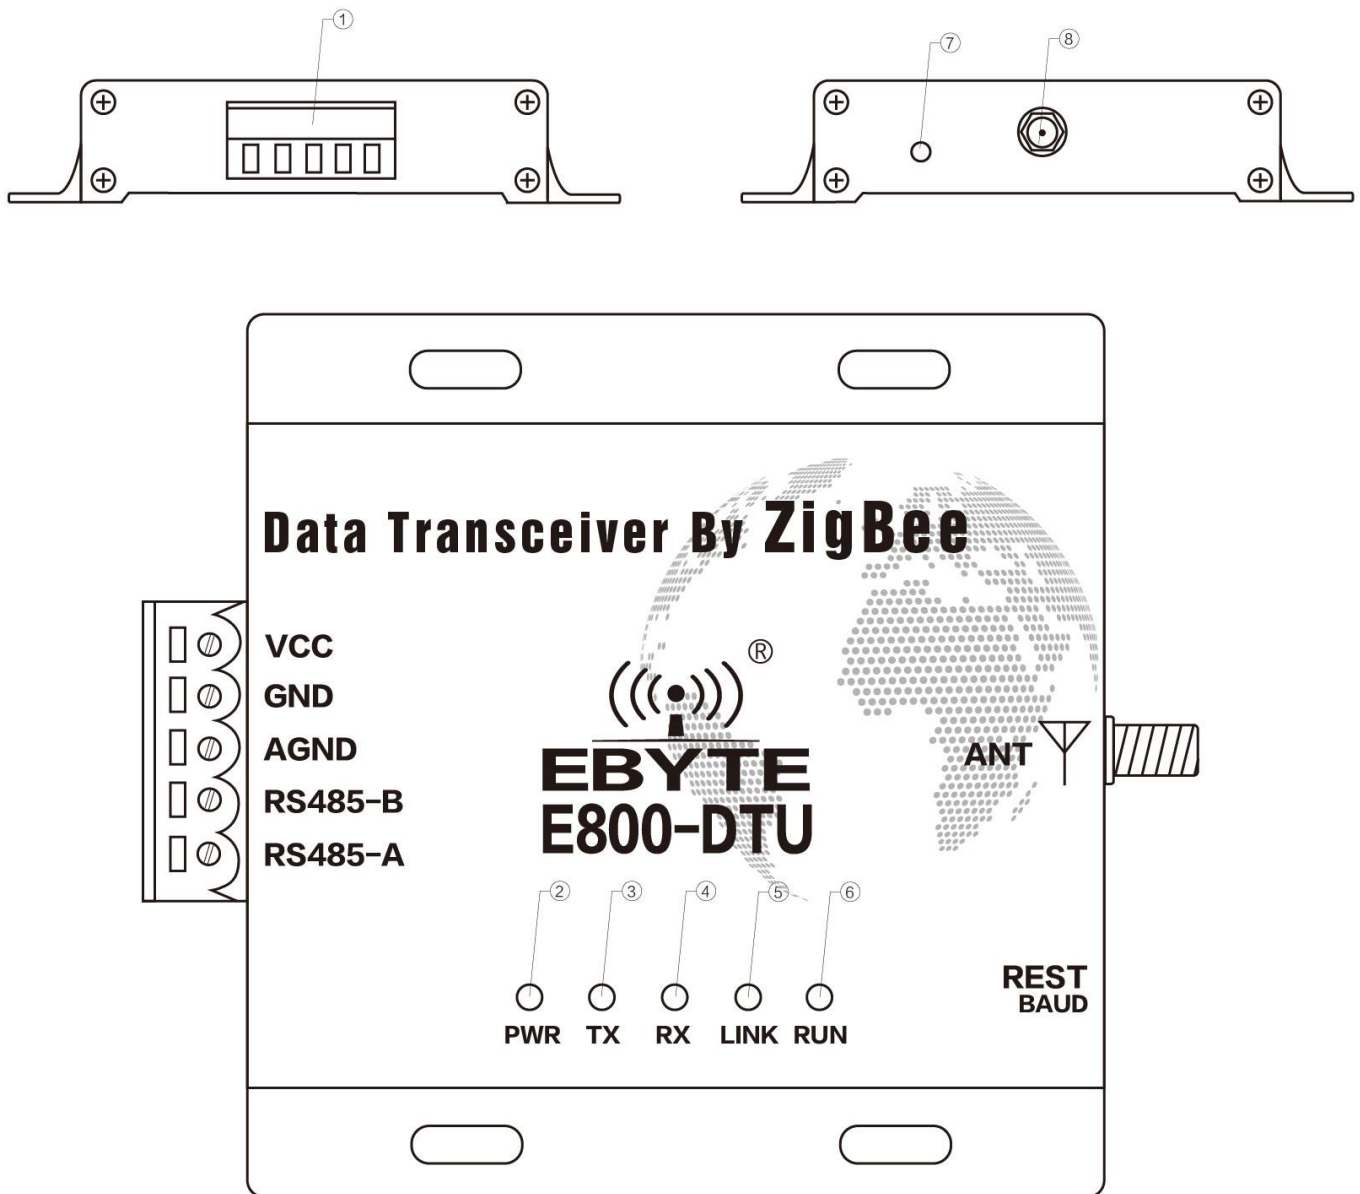 ①
⑦
⑧
Data Transceiver By ZigBee
VCC
GND
AGND
RS485-B
RS485-A
®
EBYTE
E800-DTU
ANT
②
③
④
⑤
⑥
PWR
TX
RX
LINK
RUN
REST
BAUD